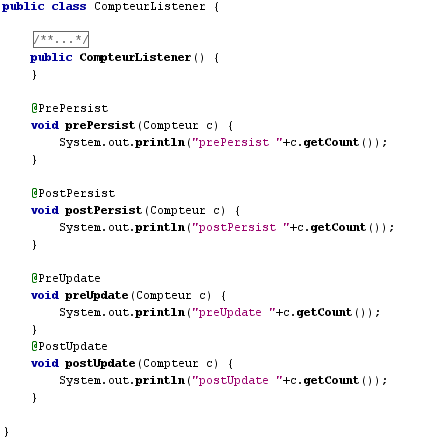 public class CompteurListener {
/**...*/
public CompteurListener() {
}
@PrePersist
void prePersist(Compteur c) {
System.out.println("prePersist "+c.getCount());
}
@PostPersist
void postPersist(Compteur c) {
System.out.println("postPersist "+c.getCount());
}
@PreUpdate
void preUpdate(Compteur c) {
System.out.println("preUpdate "+c.getCount());
}
@PostUpdate
void postUpdate(Compteur c) {
System.out.println("postUpdate "+c.getCount());
}
}